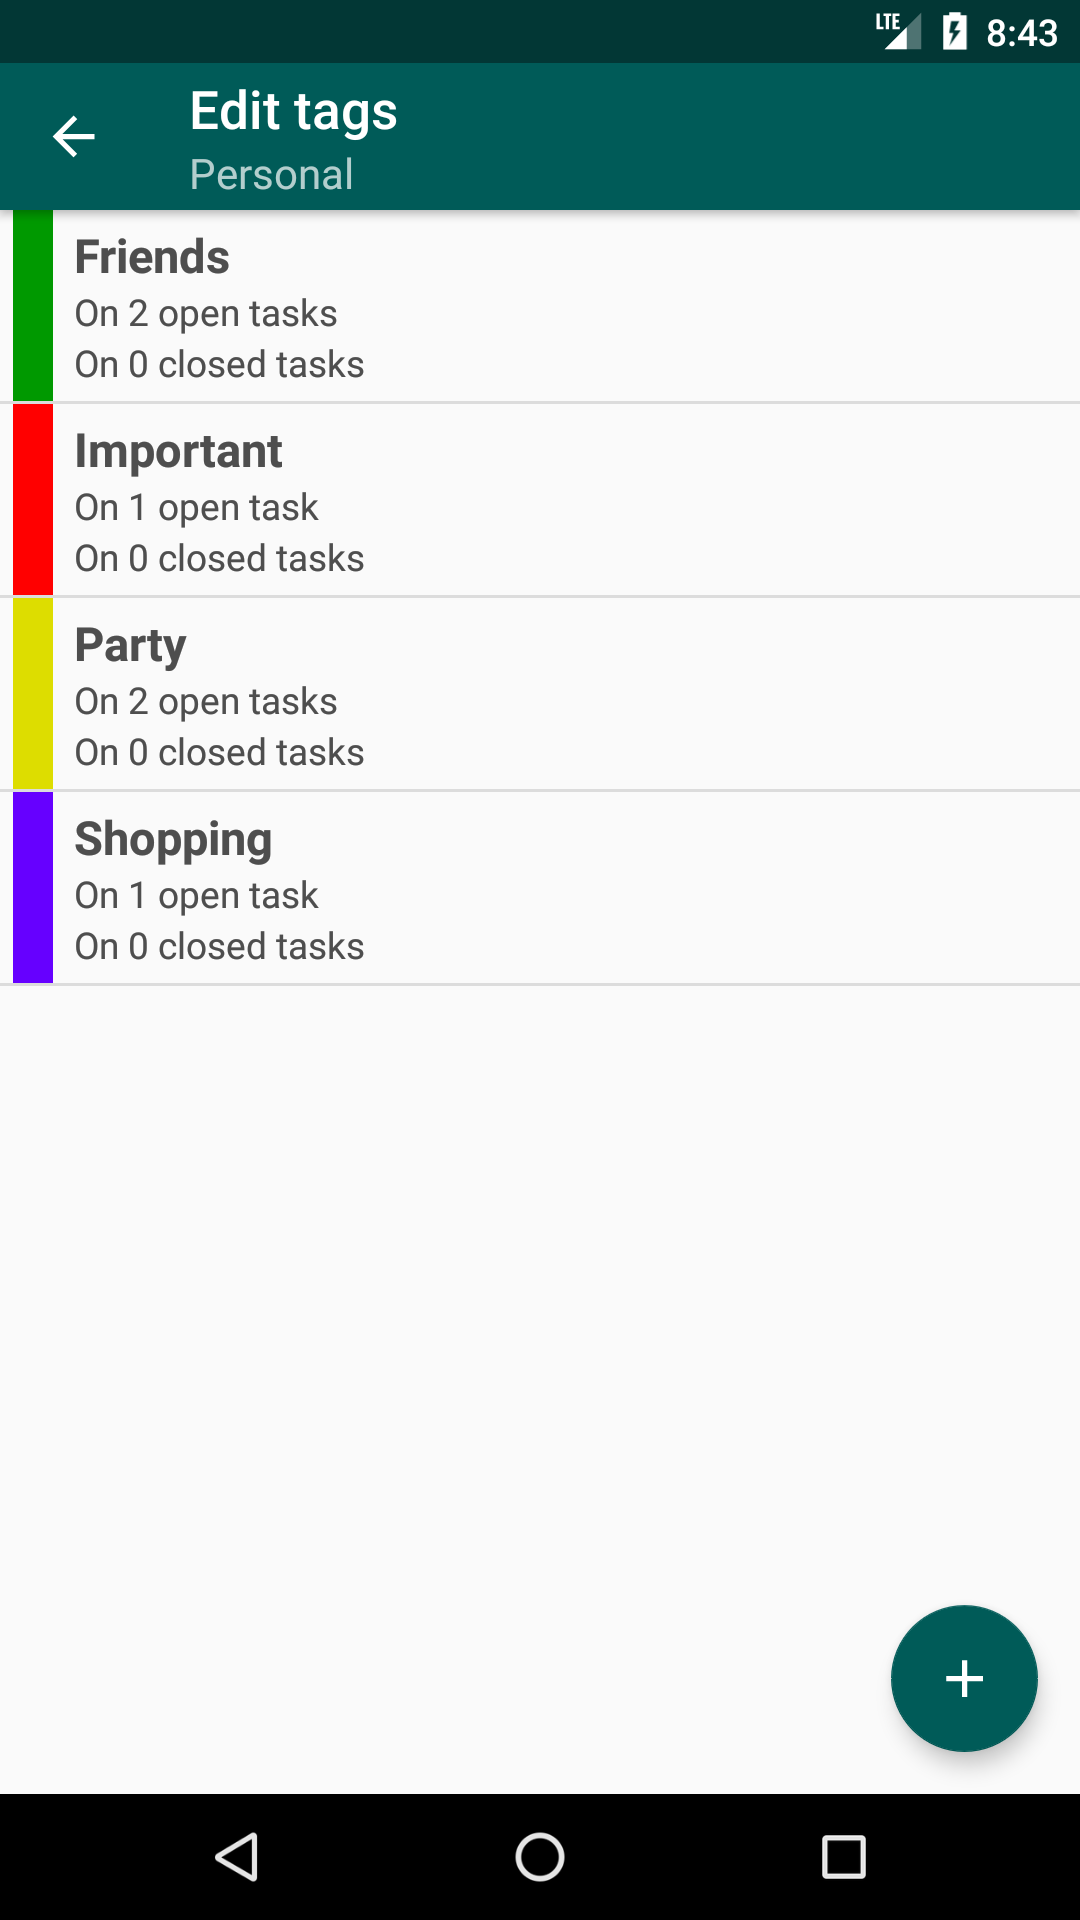 LTE 8:43
Edit tags
Personal
Friends
On 2 open tasks
On 0 closed tasks
Important
On 1 open task
On 0 closed tasks
Party
On 2 open tasks
On 0 closed tasks
Shopping
On 1 open task
On 0 closed tasks